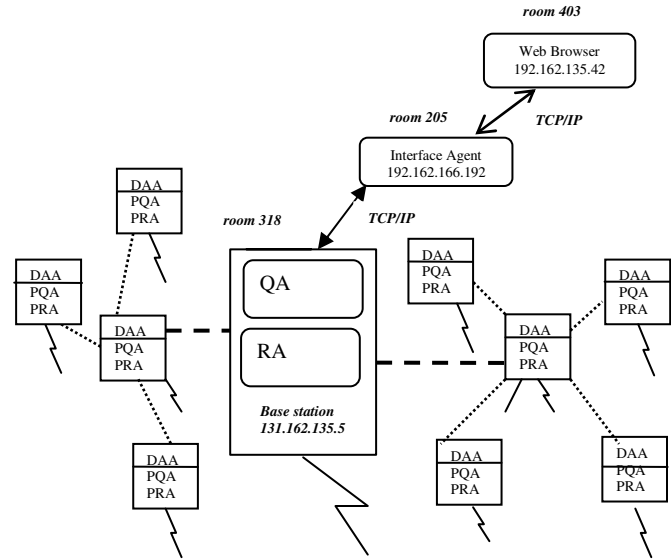 room 403
Web Browser
192.162.135.42
room 205
TCP/IP
Interface Agent
192.162.166.192
room 318
TCP/IP
DAA
PQA
PRA
DAA
PQA
PRA
DAA
PQA
PRA
DAA
PQA
PRA
QA
RA
Base station
131.162.135.5
DAA
PQA
PRA
DAA
PQA
PRA
DAA
PQA
PRA
DAA
PQA
PRA
DAA
PQA
PRA